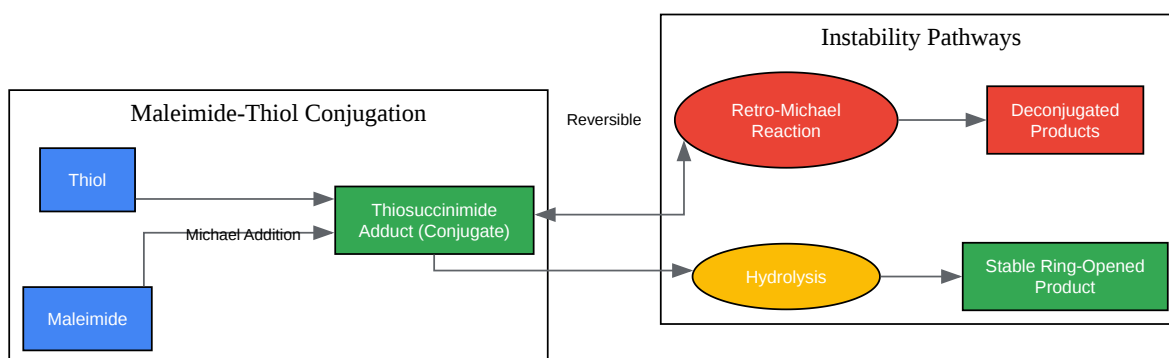 Instability Pathways
Maleimide-Thiol Conjugation
Reversible
Retro-Michael
Reaction
Deconjugated
Products
Thiol
Thiosuccinimide
Adduct (Conjugate)
Michael Addition
Hydrolysis
Stable Ring-Opened
Product
Maleimide